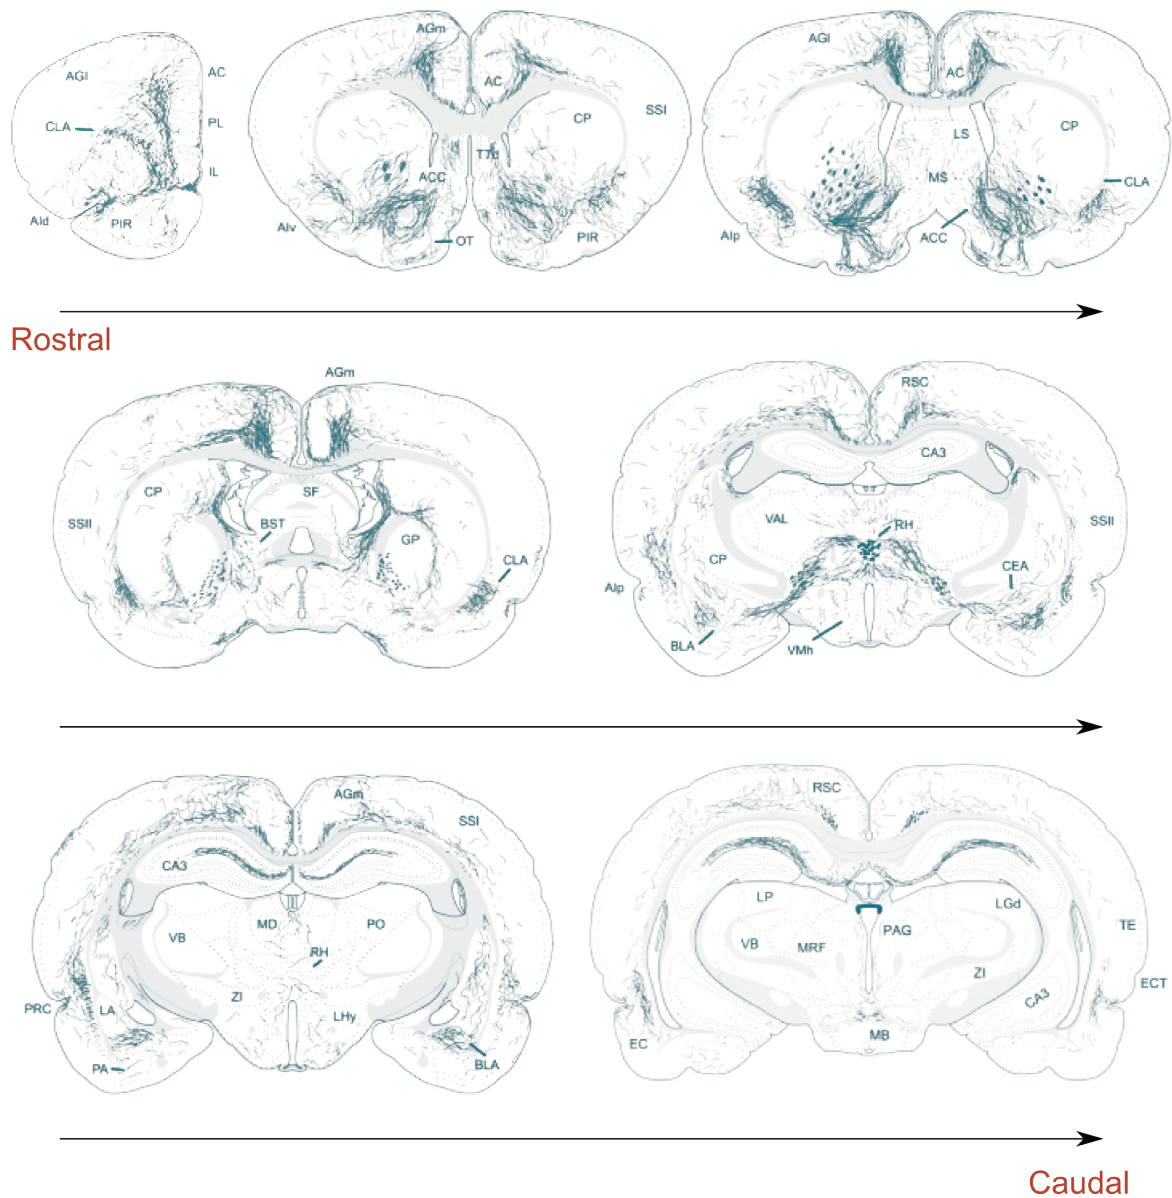 AGl
AC
CLA
PL
IL
AId
PIR
AGm
AC
SSI
CP
ACC
AIv
OT
PIR
AGl
AC
LS
CP
MS
CLA
AIp
ACC
Rostral
AGm
CP
SF
SSII
BST
GP
CLA
RSC
CA3
VAL
RH
SSII
CP
CEA
AIp
BLA
VMh
AGm
SSI
CA3
MD
PO
VB
RH
ZI
PRC
LA
LHy
PA
BLA
RSC
LP
LGd
PAG
TE
VB
MRF
ZI
ECT
CA3
MB
EC
Caudal